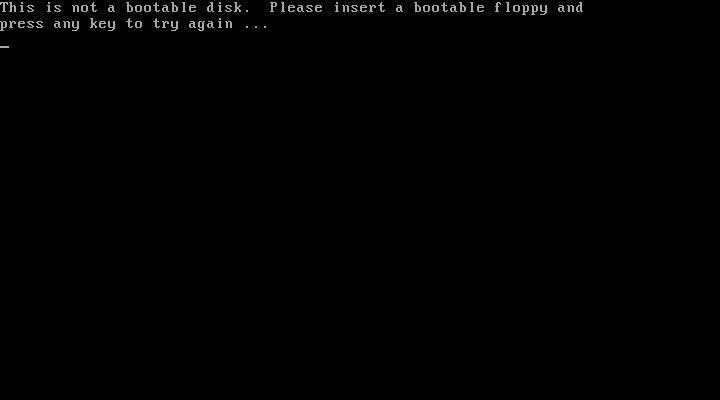 This is not a bootable disk.  Please insert a bootable floppy and
press any key to try again ...